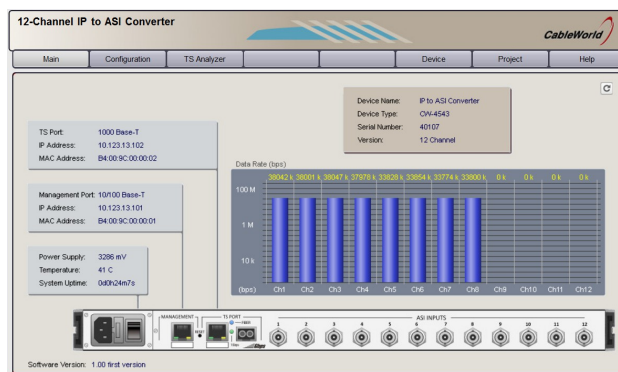 12-Channel IP to ASI Converter
CableWorld
Main Configuration TS Analyzer Device Project Help
Device Name: IP to ASI Converter
Device Type: CW-4543
Serial Number: 40107
Version: 12 Channel
TS Port: 1000 Base-T
IP Address: 10.123.13.102
MAC Address: B4:00:9C:00:00:02
Management Port: 10/100 Base-T
IP Address: 10.123.13.101
MAC Address: B4:00:9C:00:00:01
Power Supply: 3286 mV
Temperature: 41 C
System Uptime: 0d0h24m7s
Data Rate (bps)
38042 k 38001 k 38047 k 37978 k 33828 k 33854 k 33774 k 33800 k 0 k 0 k 0 k 0 k
100 M
1 M
10 k
(bps) Ch1 Ch2 Ch3 Ch4 Ch5 Ch6 Ch7 Ch8 Ch9 Ch10 Ch11 Ch12
MANAGEMENT TS PORT ASI INPUTS
RESET
1 2 3 4 5 6 7 8 9 10 11 12
Software Version: 1.00 first version